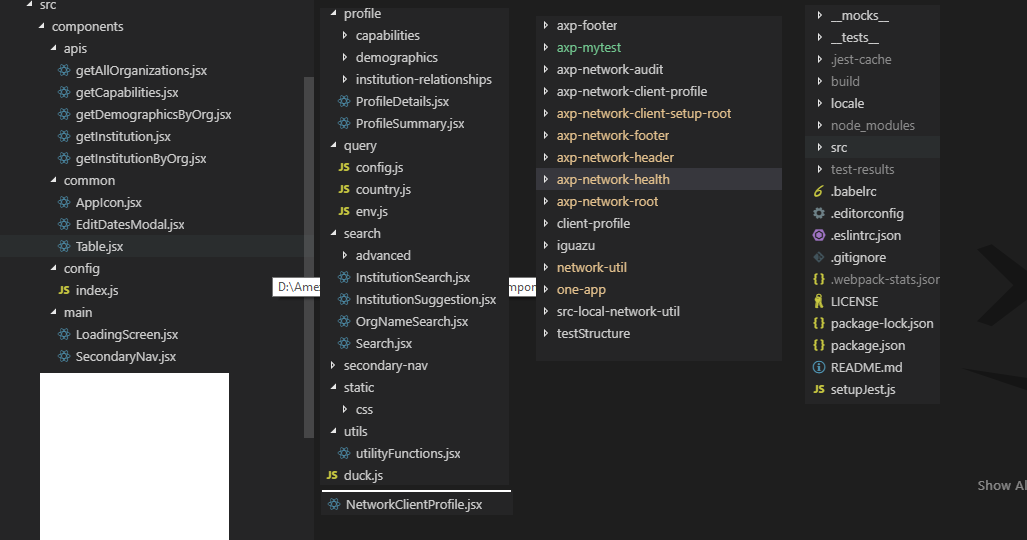 src
components
apis
getAllOrganizations.jsx
getCapabilities.jsx
getDemographicsByOrg.jsx
getInstitution.jsx
getInstitutionByOrg.jsx
common
AppIcon.jsx
EditDatesModal.jsx
Table.jsx
config
JS index.js
main
LoadingScreen.jsx
SecondaryNav.jsx
profile
capabilities
demographics
institution-relationships
ProfileDetails.jsx
ProfileSummary.jsx
query
JS config.js
JS country.js
JS env.js
search
advanced
D:\Ame
InstitutionSearch.jsx
InstitutionSuggestion.jsx
OrgNameSearch.jsx
Search.jsx
secondary-nav
static
css
utils
utilityFunctions.jsx
JS duck.js
NetworkClientProfile.jsx
axp-footer
axp-mytest
axp-network-audit
axp-network-client-profile
axp-network-client-setup-root
axp-network-footer
axp-network-header
axp-network-health
axp-network-root
client-profile
iguazu
network-util
one-app
src-local-network-util
testStructure
__mocks__
__tests__
.jest-cache
build
locale
node_modules
src
test-results
.babelrc
.editorconfig
.eslintrc.json
.gitignore
{} .webpack-stats.json
LICENSE
{} package-lock.json
{} package.json
README.md
JS setupJest.js
Show Al